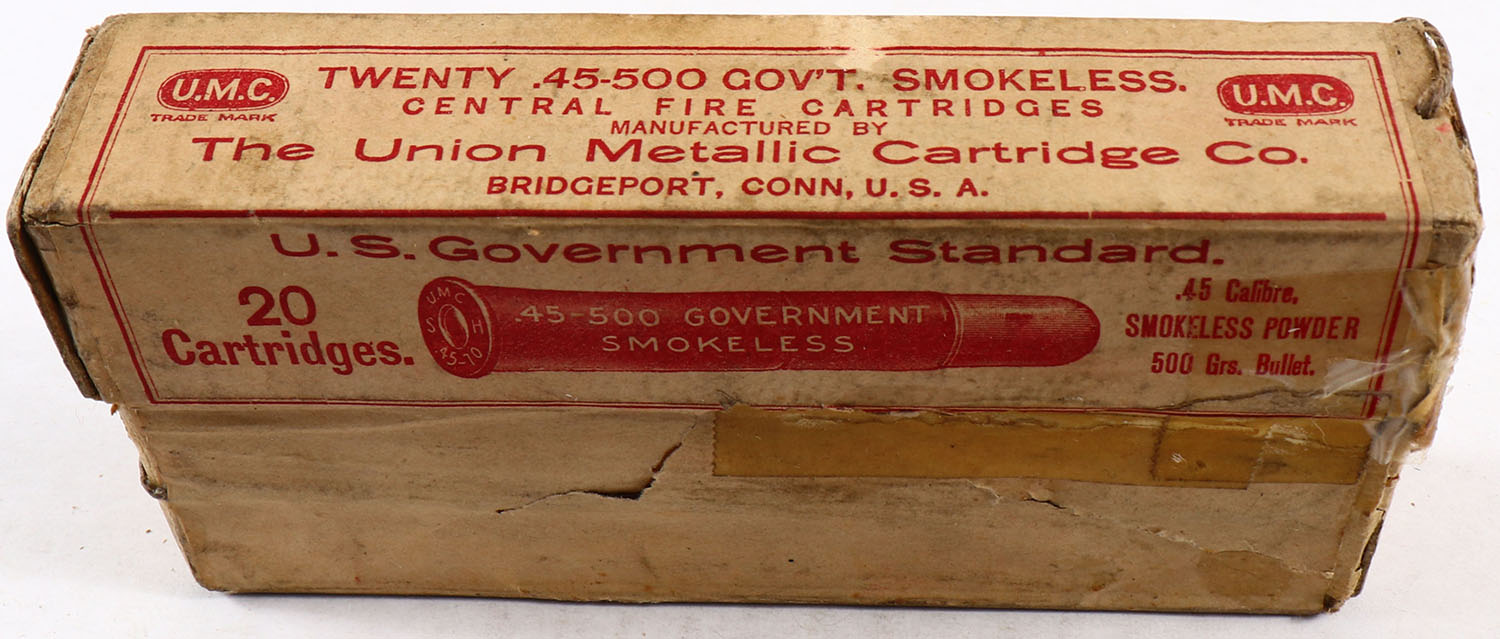 U.M.C. TWENTY .45-500 GOV'T. SMOKELESS. U.M.C.
TRADE MARK CENTRAL FIRE CARTRIDGES TRADE MARK
MANUFACTURED BY
The Union Metallic Cartridge Co.
BRIDGEPORT, CONN, U. S. A.
U. S. Government Standard.
20
Cartridges.
U.M.C
S H
45-70
.45-500 GOVERNMENT
SMOKELESS
.45 Calibre,
SMOKELESS POWDER
500 Grs. Bullet.